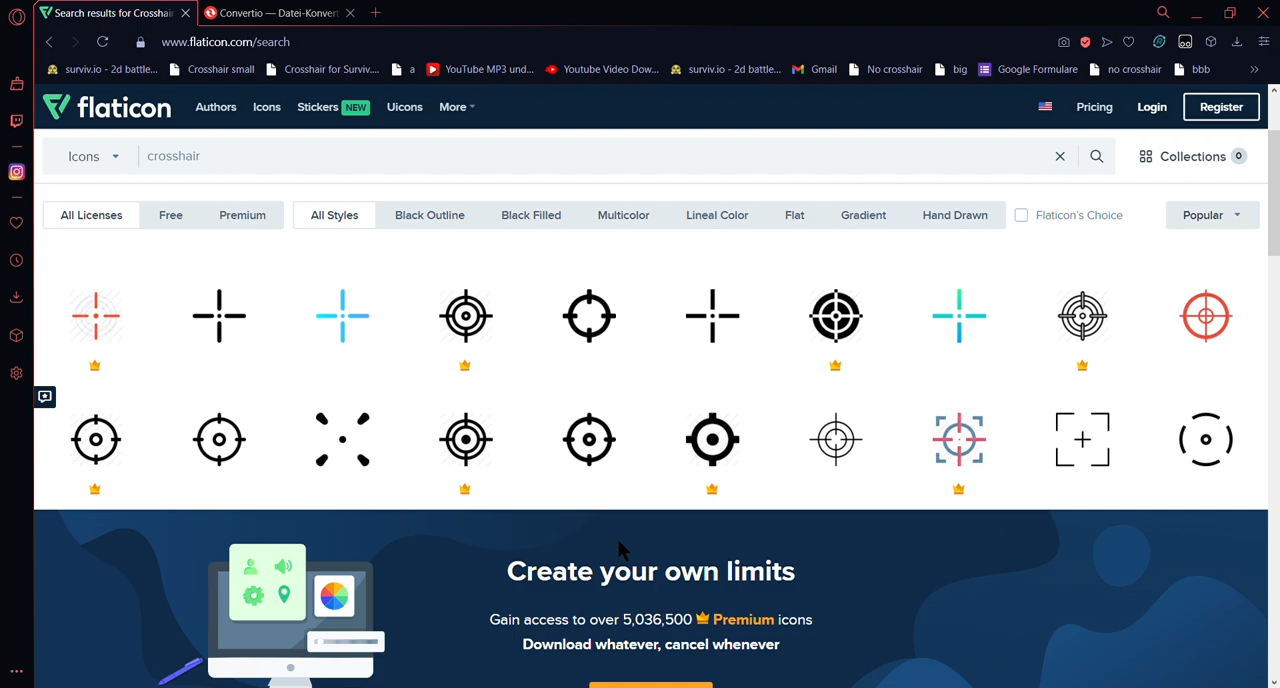 Search results for Crosshair
Convertio — Datei-Konvert
www.flaticon.com/search
surviv.io - 2d battle...
Crosshair small
Crosshair for Surviv....
a
YouTube MP3 und...
Youtube Video Dow...
surviv.io - 2d battle...
Gmail
No crosshair
big
Google Formulare
no crosshair
bbb
flaticon
Authors
Icons
Stickers NEW
Uicons
More
Pricing
Login
Register
Icons
crosshair
Collections 0
All Licenses
Free
Premium
All Styles
Black Outline
Black Filled
Multicolor
Lineal Color
Flat
Gradient
Hand Drawn
Flaticon's Choice
Popular
Create your own limits
Gain access to over 5,036,500 Premium icons
Download whatever, cancel whenever